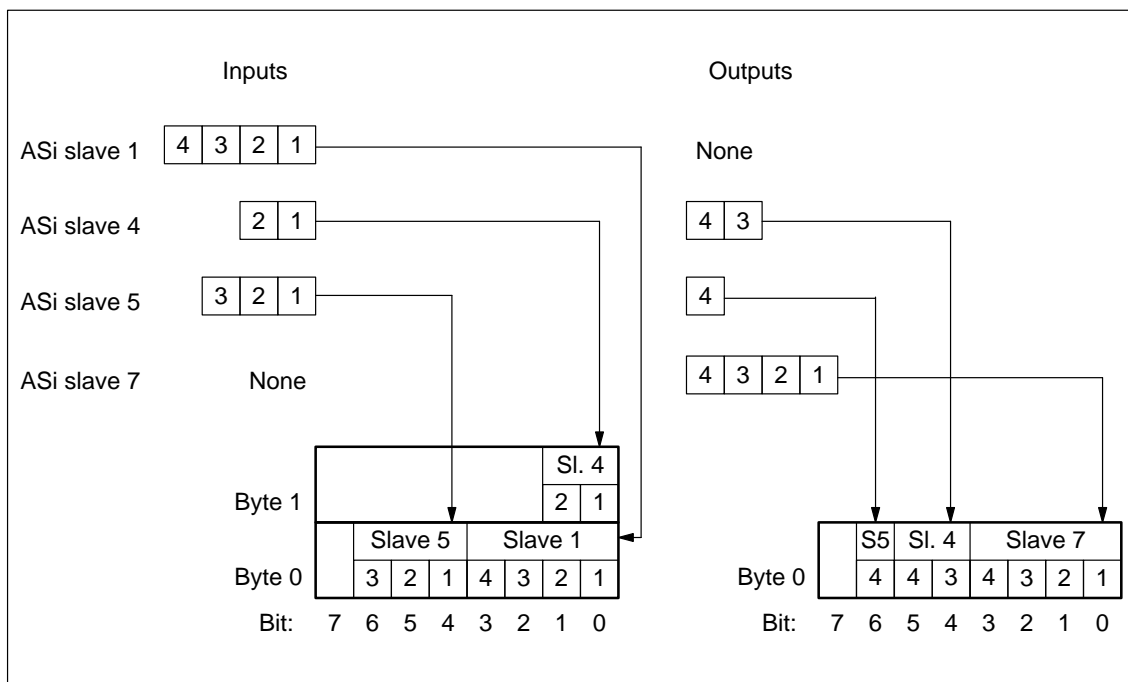 Inputs Outputs
ASi slave 1 4 3 2 1 None
ASi slave 4 2 1 4 3
ASi slave 5 3 2 1 4
ASi slave 7 None 4 3 2 1
Sl. 4
Byte 1 2 1
Slave 5 Slave 1 S5 Sl. 4 Slave 7
Byte 0 3 2 1 4 3 2 1 Byte 0 4 4 3 4 3 2 1
Bit: 7 6 5 4 3 2 1 0 Bit: 7 6 5 4 3 2 1 0